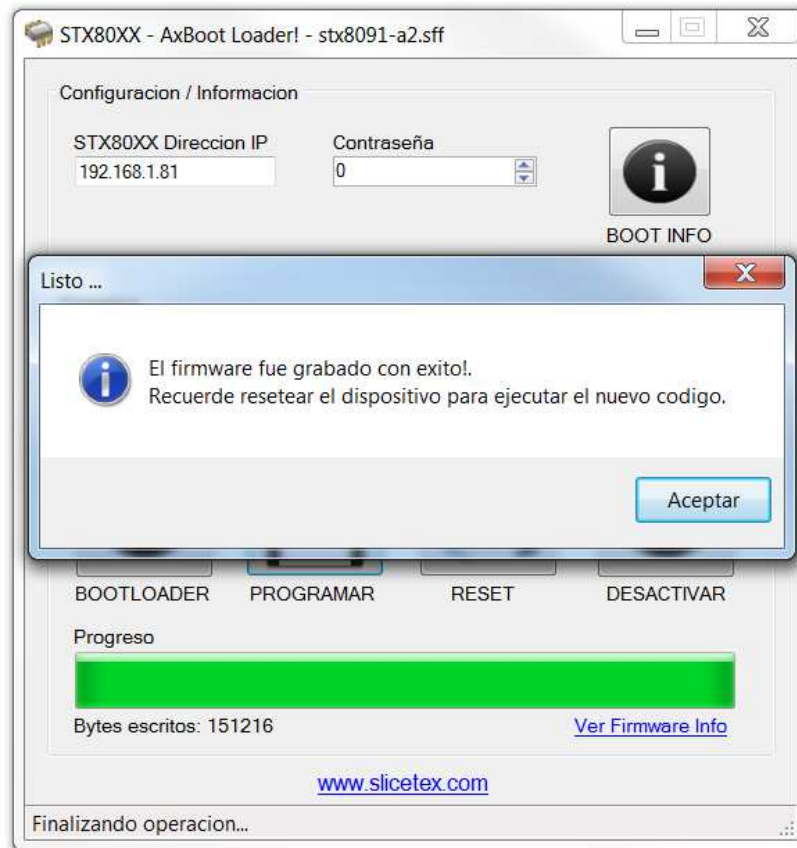 STX80XX - AxBoot Loader! - stx8091-a2.sff
Configuracion / Informacion
STX80XX Direccion IP
Contraseña
192.168.1.81
0
BOOT INFO
Listo ...
El firmware fue grabado con exito!.
Recuerde resetear el dispositivo para ejecutar el nuevo codigo.
Aceptar
BOOTLOADER
PROGRAMAR
RESET
DESACTIVAR
Progreso
Bytes escritos: 151216
Ver Firmware Info
www.slicetex.com
Finalizando operacion...